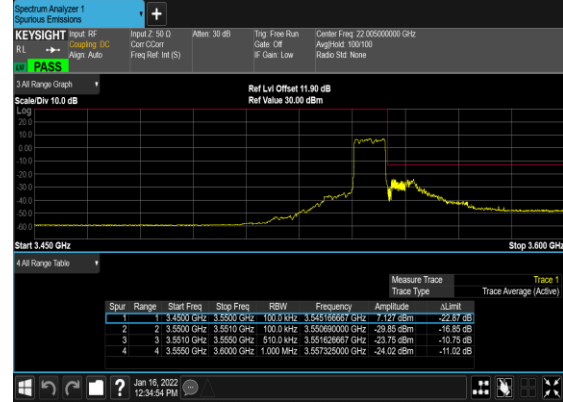 Spectrum Analyzer 1
Spurious Emissions
KEYSIGHT Input: RF Input Z: 50 Ω Atten: 30 dB Trig: Free Run Center Freq: 22.005000000 GHz
RL Coupling: DC Corr CCorr Gate: Off Avg|Hold: 100/100
Align: Auto Freq Ref: Int (S) IF Gain: Low Radio Std: None
PASS
3 All Range Graph Ref Lvl Offset 11.90 dB
Scale/Div 10.0 dB Ref Value 30.00 dBm
Log
20.0
10.0
0.00
-10.0
-20.0
-30.0
-40.0
-50.0
-60.0
Start 3.450 GHz Stop 3.600 GHz
4 All Range Table
Measure Trace Trace 1
Trace Type Trace Average (Active)
Spur Range Start Freq Stop Freq RBW Frequency Amplitude ΔLimit
1 1 3.4500 GHz 3.5500 GHz 100.0 kHz 3.545166667 GHz 7.127 dBm -22.87 dB
2 2 3.5500 GHz 3.5510 GHz 100.0 kHz 3.550690000 GHz -29.85 dBm -16.85 dB
3 3 3.5510 GHz 3.5550 GHz 510.0 kHz 3.551626667 GHz -23.75 dBm -10.75 dB
4 4 3.5550 GHz 3.6000 GHz 1.000 MHz 3.557325000 GHz -24.02 dBm -11.02 dB
Jan 16, 2022
12:34:54 PM